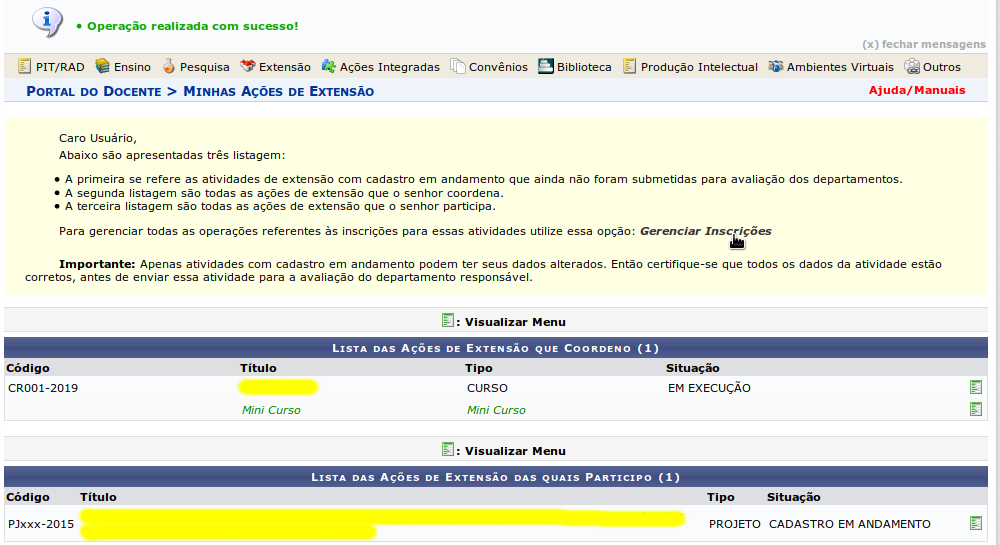 • Operação realizada com sucesso!
(x) fechar mensagens
PIT/RAD Ensino Pesquisa Extensão Ações Integradas Convênios Biblioteca Produção Intelectual Ambientes Virtuais Outros
Portal do Docente > Minhas Ações de Extensão Ajuda/Manuais
Caro Usuário,
Abaixo são apresentadas três listagem:
• A primeira se refere as atividades de extensão com cadastro em andamento que ainda não foram submetidas para avaliação dos departamentos.
• A segunda listagem são todas as ações de extensão que o senhor coordena.
• A terceira listagem são todas as ações de extensão que o senhor participa.
Para gerenciar todas as operações referentes às inscrições para essas atividades utilize essa opção: Gerenciar Inscrições
Importante: Apenas atividades com cadastro em andamento podem ter seus dados alterados. Então certifique-se que todos os dados da atividade estão
corretos, antes de enviar essa atividade para a avaliação do departamento responsável.
: Visualizar Menu
Lista das Ações de Extensão que Coordeno (1)
Código Título Tipo Situação
CR001-2019 CURSO EM EXECUÇÃO
Mini Curso Mini Curso
: Visualizar Menu
Lista das Ações de Extensão das quais Participo (1)
Código Título Tipo Situação
PJxxx-2015 PROJETO CADASTRO EM ANDAMENTO